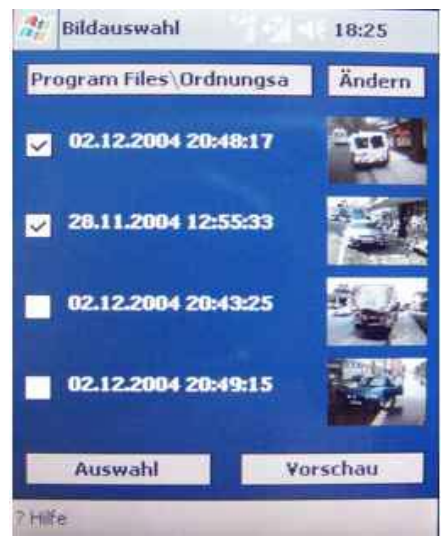 Bildauswahl 18:25
Program Files\Ordnungsa Ändern
02.12.2004 20:48:17
28.11.2004 12:55:33
02.12.2004 20:43:25
02.12.2004 20:49:15
Auswahl Vorschau
? Hilfe